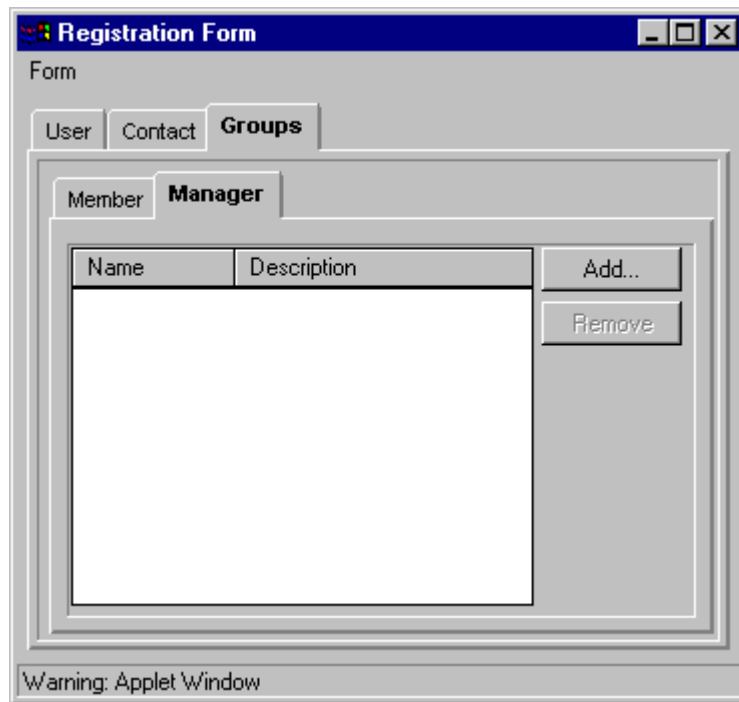 Registration Form
Form
User Contact Groups
Member Manager
Name Description Add...
Remove
Warning: Applet Window